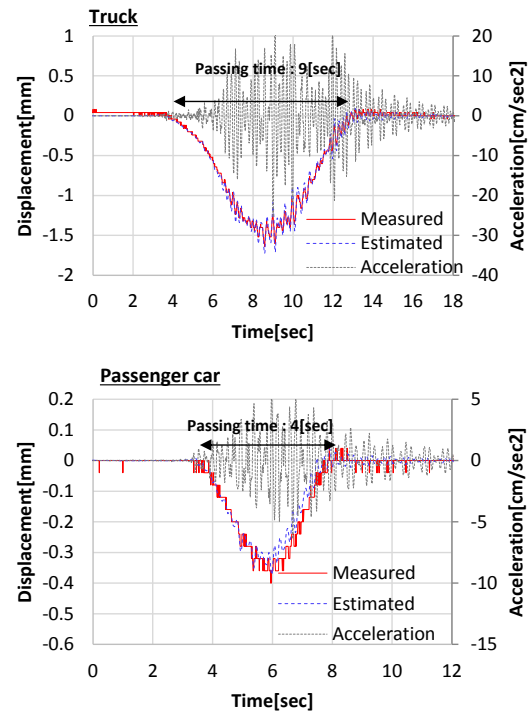 Truck
1
0.5
0
-0.5
-1
-1.5
-2
Displacement[mm]
20
10
0
-10
-20
-30
-40
Acceleration[cm/sec2]
Passing time : 9[sec]
Measured
Estimated
Acceleration
0 2 4 6 8 10 12 14 16 18
Time[sec]
Passenger car
0.2
0.1
0
-0.1
-0.2
-0.3
-0.4
-0.5
-0.6
Displacement[mm]
5
0
-5
-10
-15
Acceleration[cm/sec2]
Passing time : 4[sec]
Measured
Estimated
Acceleration
0 2 4 6 8 10 12
Time[sec]